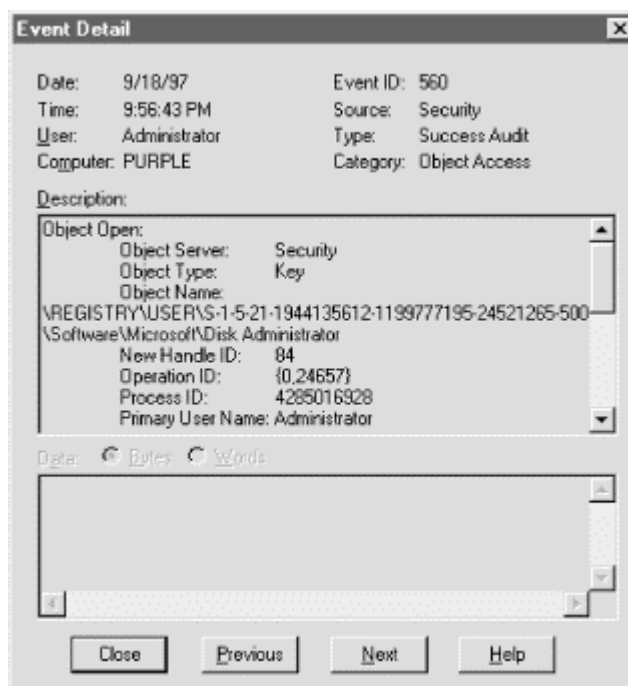 Event Detail
Date: 9/18/97 Event ID: 560
Time: 9:56:43 PM Source: Security
User: Administrator Type: Success Audit
Computer: PURPLE Category: Object Access
Description:
Object Open:
Object Server: Security
Object Type: Key
Object Name:
\REGISTRY\USER\S-1-5-21-1944135612-1199777195-24521265-500
\Software\Microsoft\Disk Administrator
New Handle ID: 84
Operation ID: {0,24657}
Process ID: 4285016928
Primary User Name: Administrator
Data: Bytes Words
Close Previous Next Help